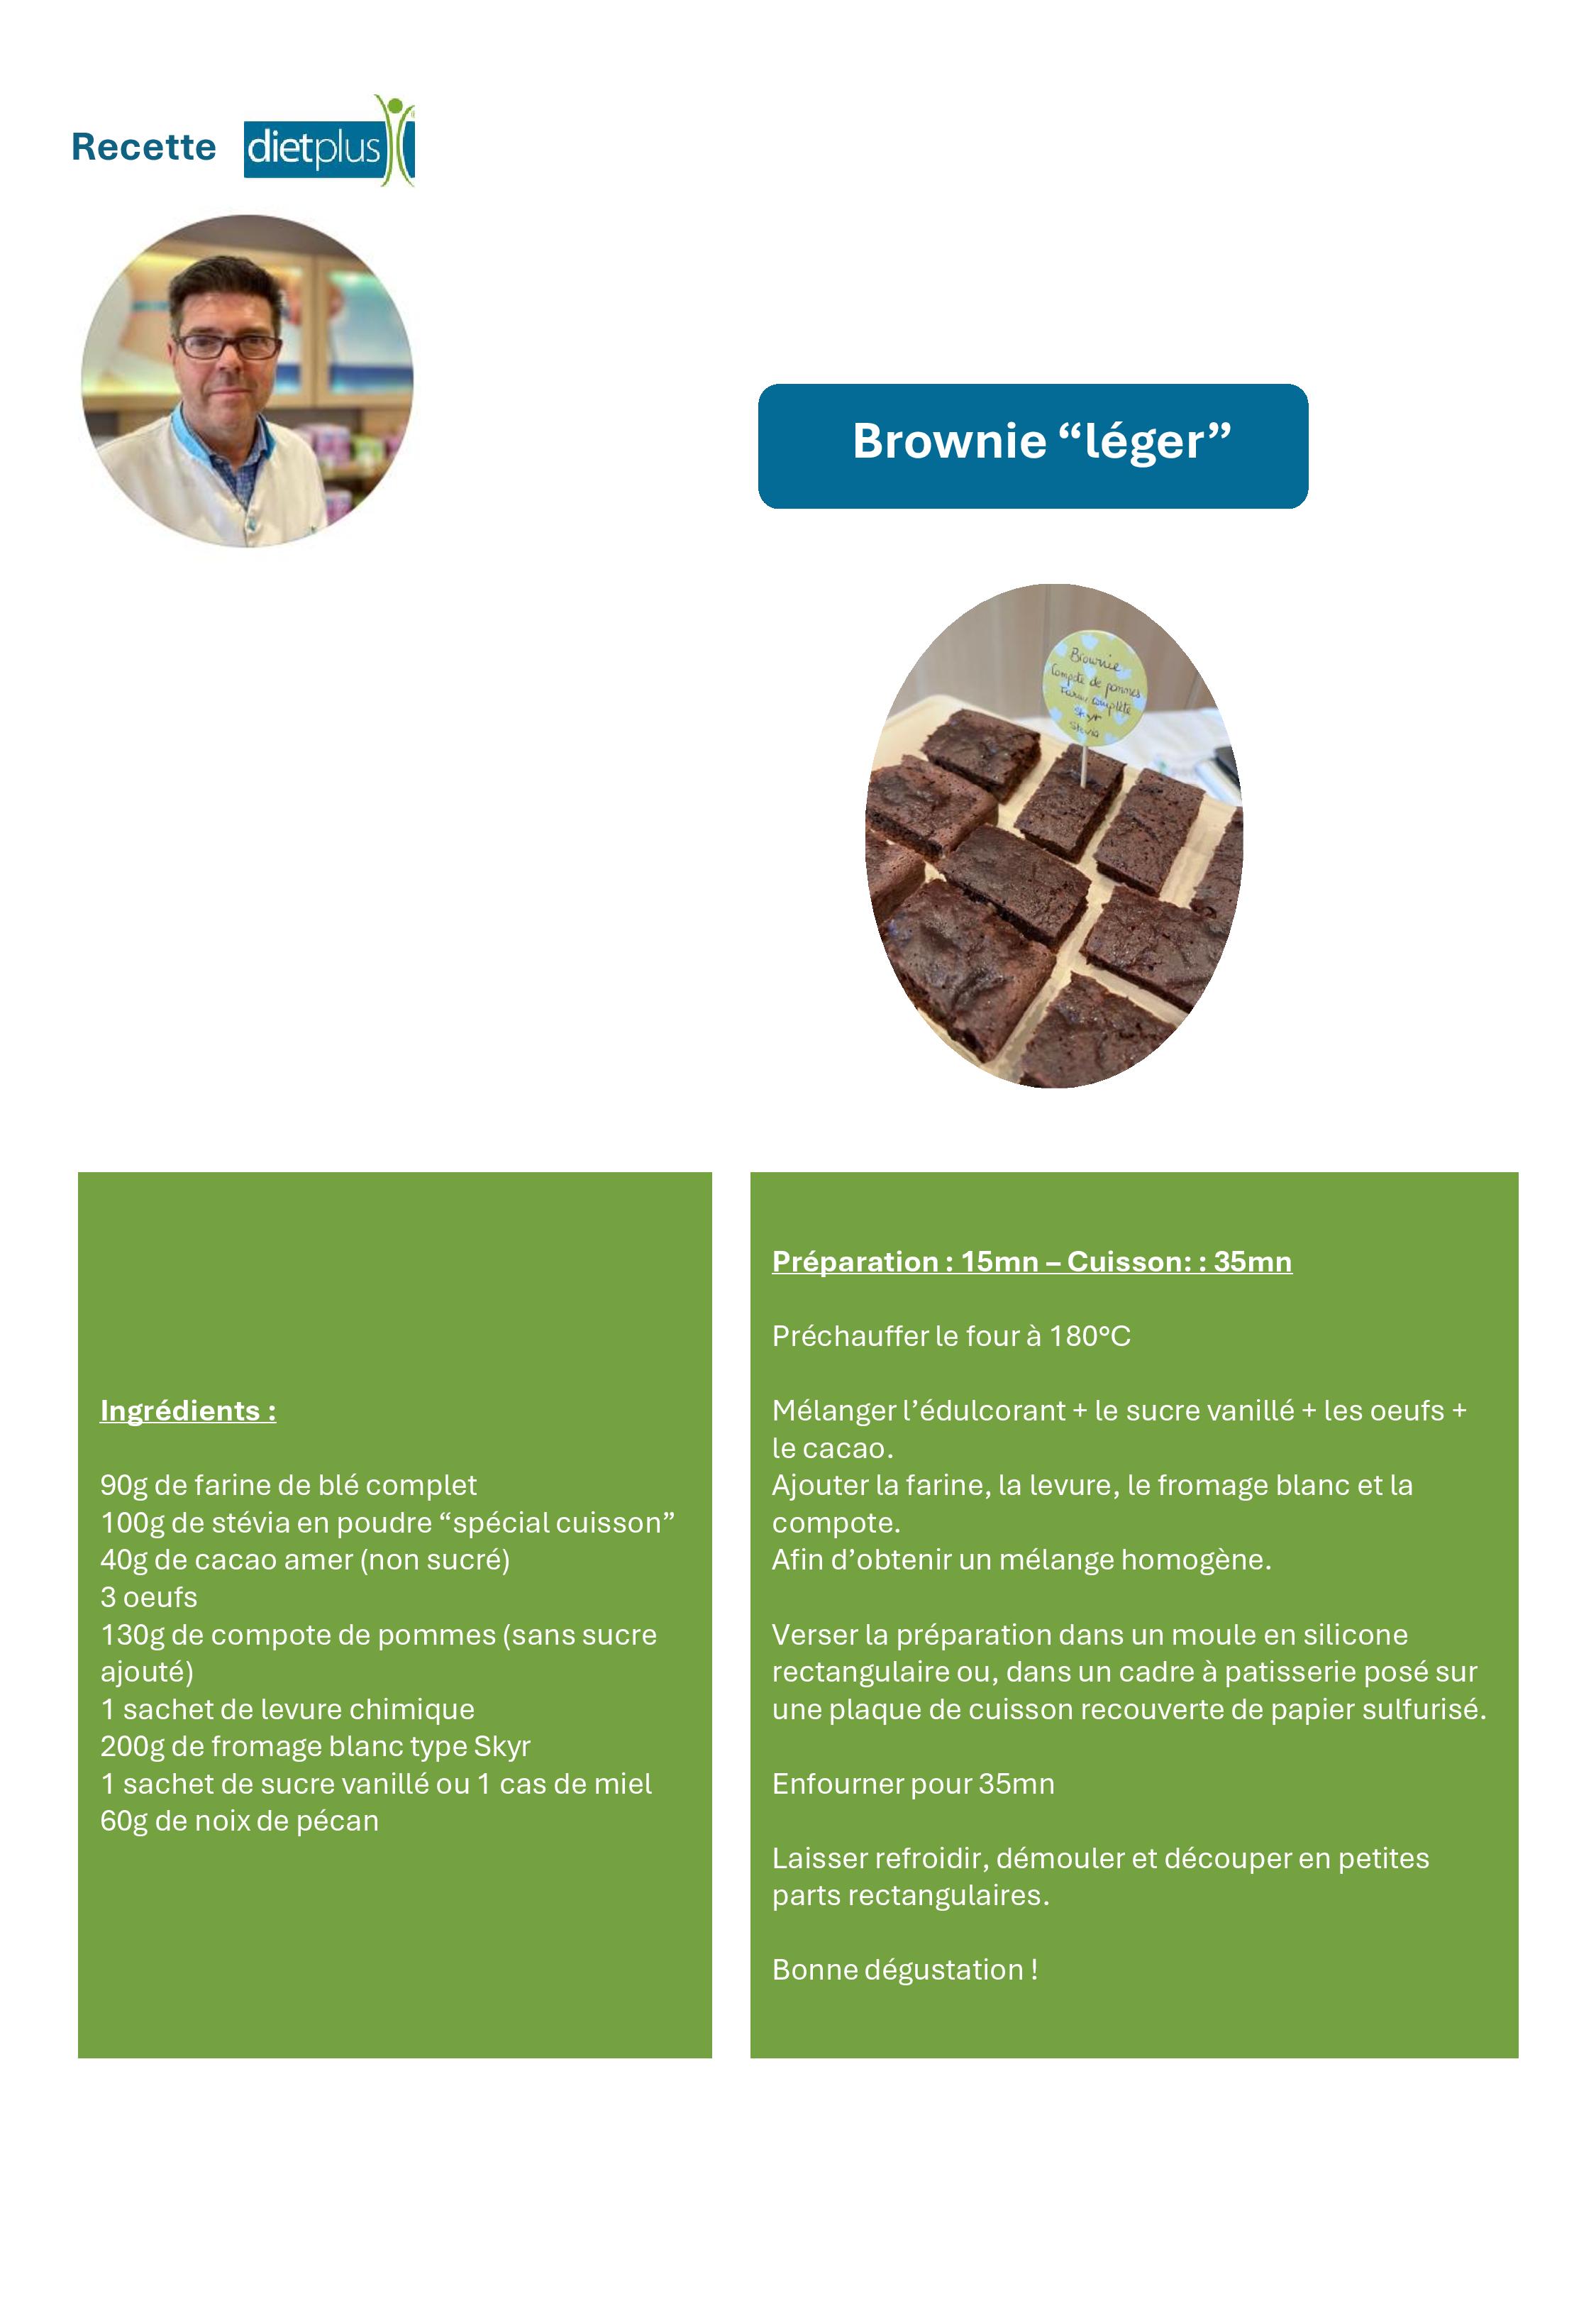 Recette
dietplus
Brownie “léger”
Brownie
Compote de pommes
Farine complète
Skyr
Stevia
Ingrédients :
90g de farine de blé complet
100g de stévia en poudre “spécial cuisson”
40g de cacao amer (non sucré)
3 oeufs
130g de compote de pommes (sans sucre
ajouté)
1 sachet de levure chimique
200g de fromage blanc type Skyr
1 sachet de sucre vanillé ou 1 cas de miel
60g de noix de pécan
Préparation : 15mn – Cuisson: : 35mn
Préchauffer le four à 180°C
Mélanger l’édulcorant + le sucre vanillé + les oeufs +
le cacao.
Ajouter la farine, la levure, le fromage blanc et la
compote.
Afin d’obtenir un mélange homogène.
Verser la préparation dans un moule en silicone
rectangulaire ou, dans un cadre à patisserie posé sur
une plaque de cuisson recouverte de papier sulfurisé.
Enfourner pour 35mn
Laisser refroidir, démouler et découper en petites
parts rectangulaires.
Bonne dégustation !